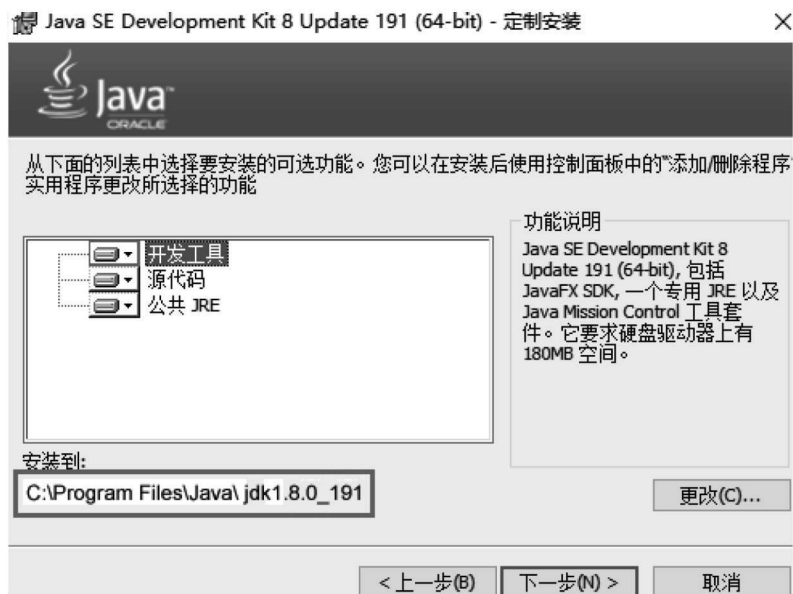 Java SE Development Kit 8 Update 191 (64-bit) - 定制安装
Java™
ORACLE
从下面的列表中选择要安装的可选功能。您可以在安装后使用控制面板中的“添加/删除程序”
实用程序更改所选择的功能
开发工具
源代码
公共 JRE
功能说明
Java SE Development Kit 8
Update 191 (64-bit), 包括
JavaFX SDK, 一个专用 JRE 以及
Java Mission Control 工具套
件。它要求硬盘驱动器上有
180MB 空间。
安装到:
C:\Program Files\Java\ jdk1.8.0_191
更改(C)...
<上一步(B)
下一步(N) >
取消